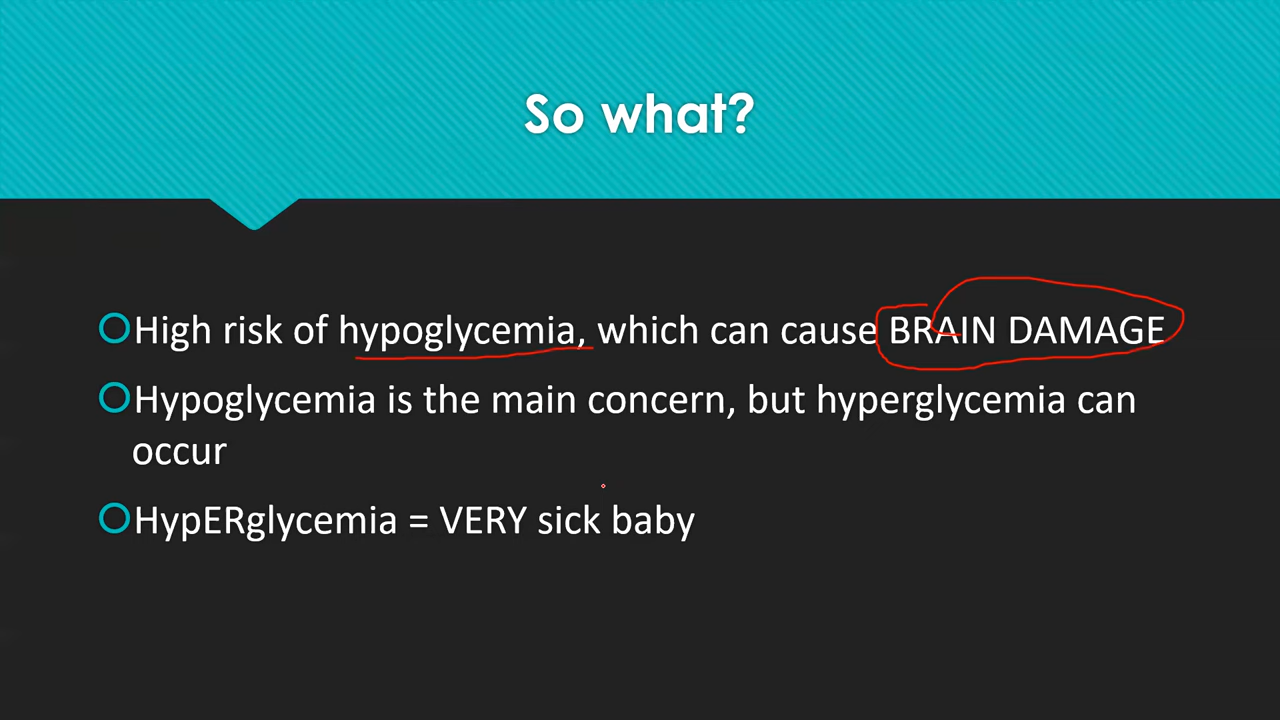 So what?
High risk of hypoglycemia, which can cause BRAIN DAMAGE
Hypoglycemia is the main concern, but hyperglycemia can
occur
HypERglycemia = VERY sick baby